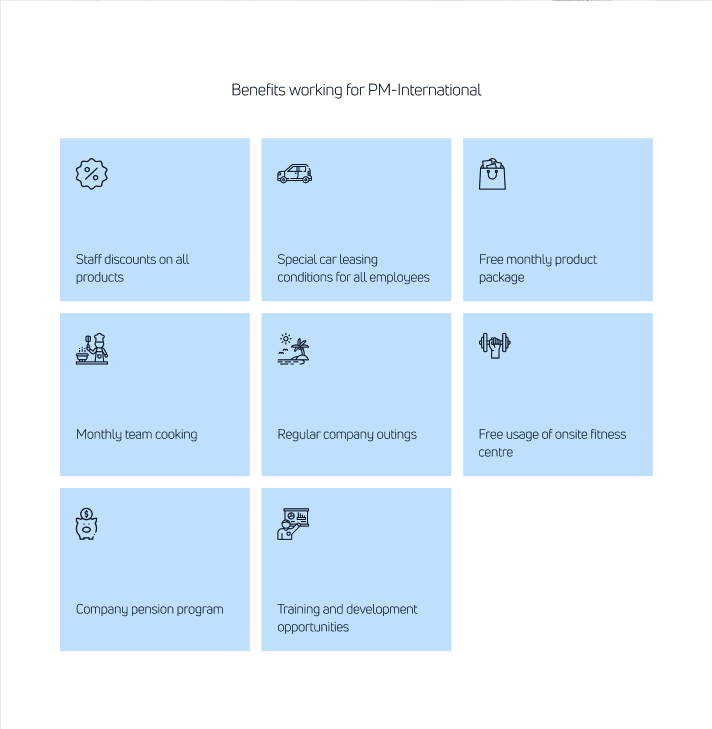 Benefits working for PM-International
Staff discounts on all
products
Special car leasing
conditions for all employees
Free monthly product
package
Monthly team cooking
Regular company outings
Free usage of onsite fitness
centre
Company pension program
Training and development
opportunities